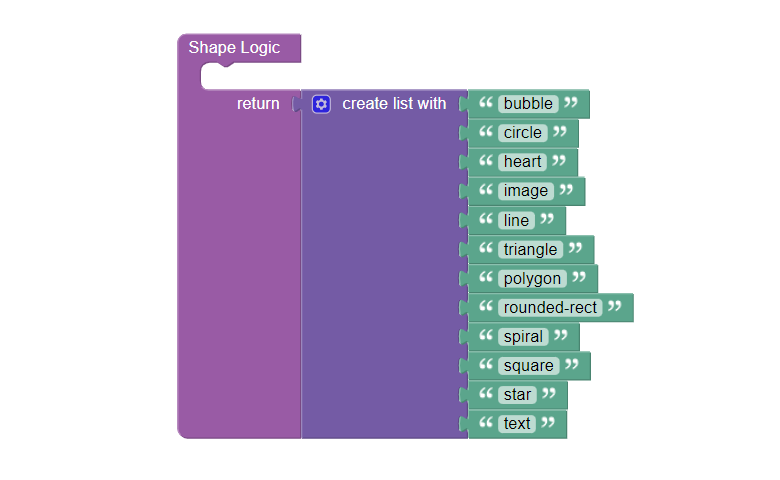 Shape Logic
return create list with “ bubble ”
“ circle ”
“ heart ”
“ image ”
“ line ”
“ triangle ”
“ polygon ”
“ rounded-rect ”
“ spiral ”
“ square ”
“ star ”
“ text ”